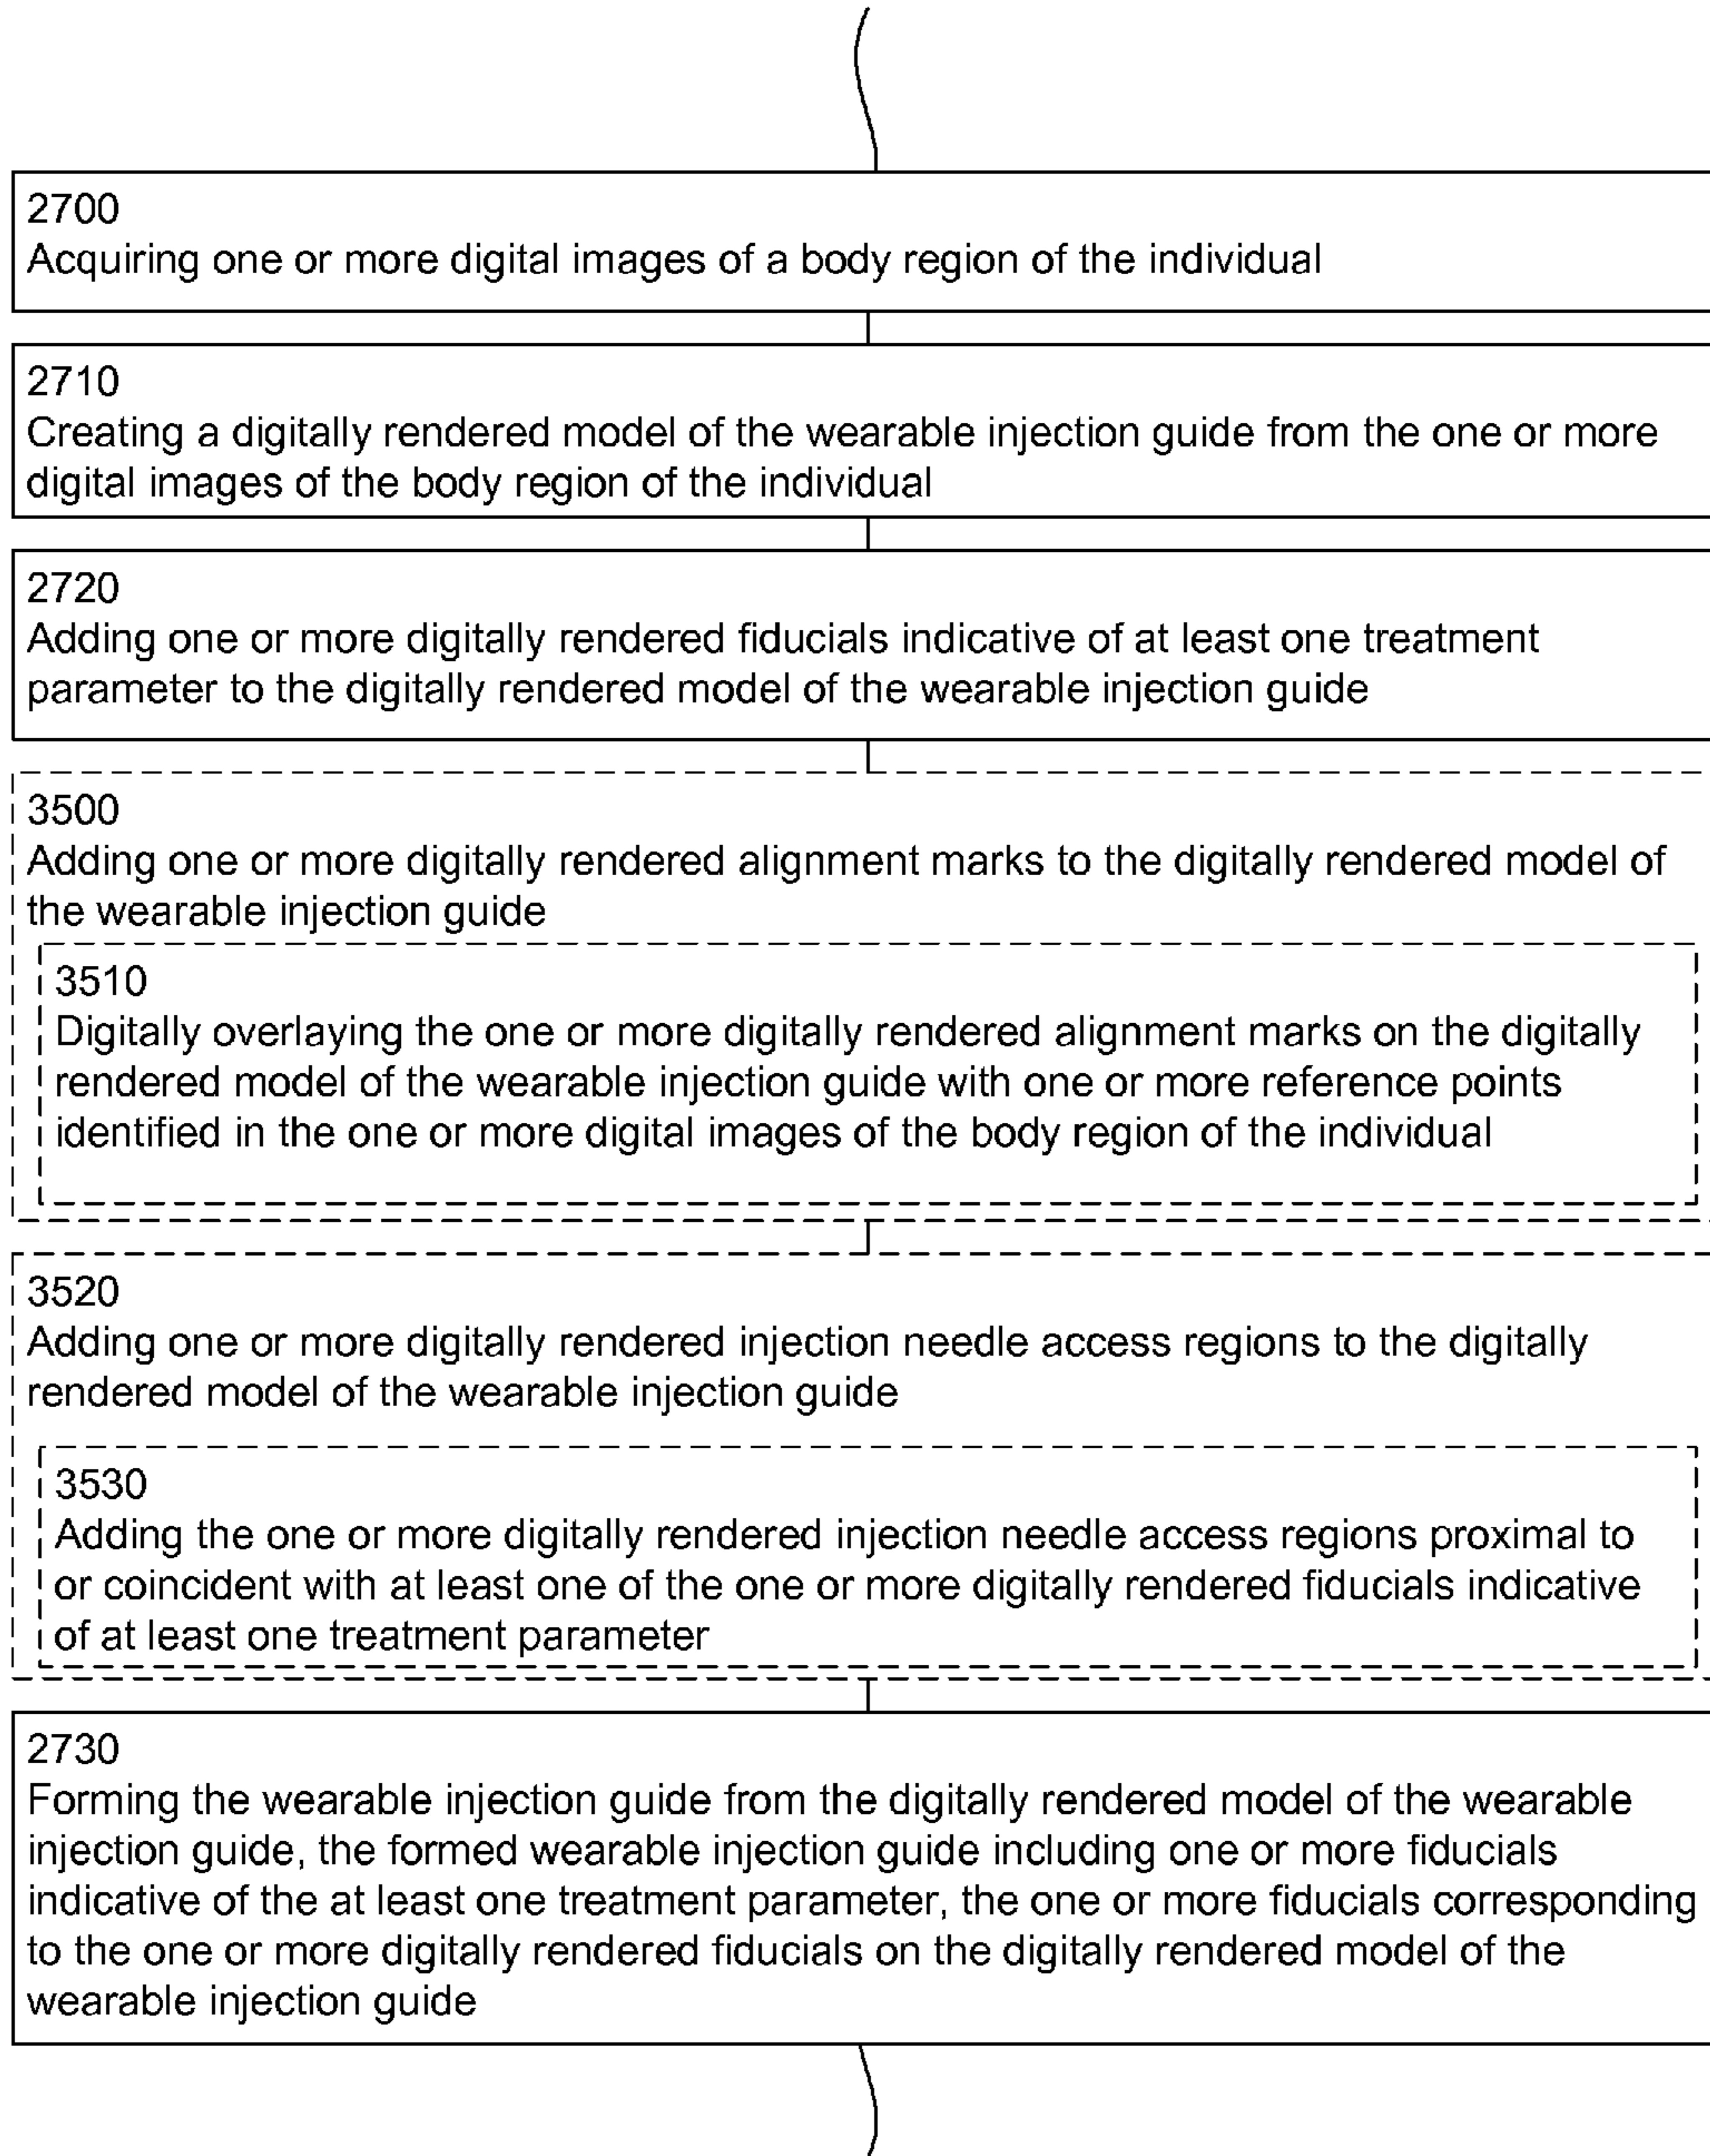 2700
Acquiring one or more digital images of a body region of the individual
2710
Creating a digitally rendered model of the wearable injection guide from the one or more
digital images of the body region of the individual
2720
Adding one or more digitally rendered fiducials indicative of at least one treatment
parameter to the digitally rendered model of the wearable injection guide
3500
Adding one or more digitally rendered alignment marks to the digitally rendered model of
the wearable injection guide
3510
Digitally overlaying the one or more digitally rendered alignment marks on the digitally
rendered model of the wearable injection guide with one or more reference points
identified in the one or more digital images of the body region of the individual
3520
Adding one or more digitally rendered injection needle access regions to the digitally
rendered model of the wearable injection guide
3530
Adding the one or more digitally rendered injection needle access regions proximal to
or coincident with at least one of the one or more digitally rendered fiducials indicative
of at least one treatment parameter
2730
Forming the wearable injection guide from the digitally rendered model of the wearable
injection guide, the formed wearable injection guide including one or more fiducials
indicative of the at least one treatment parameter, the one or more fiducials corresponding
to the one or more digitally rendered fiducials on the digitally rendered model of the
wearable injection guide